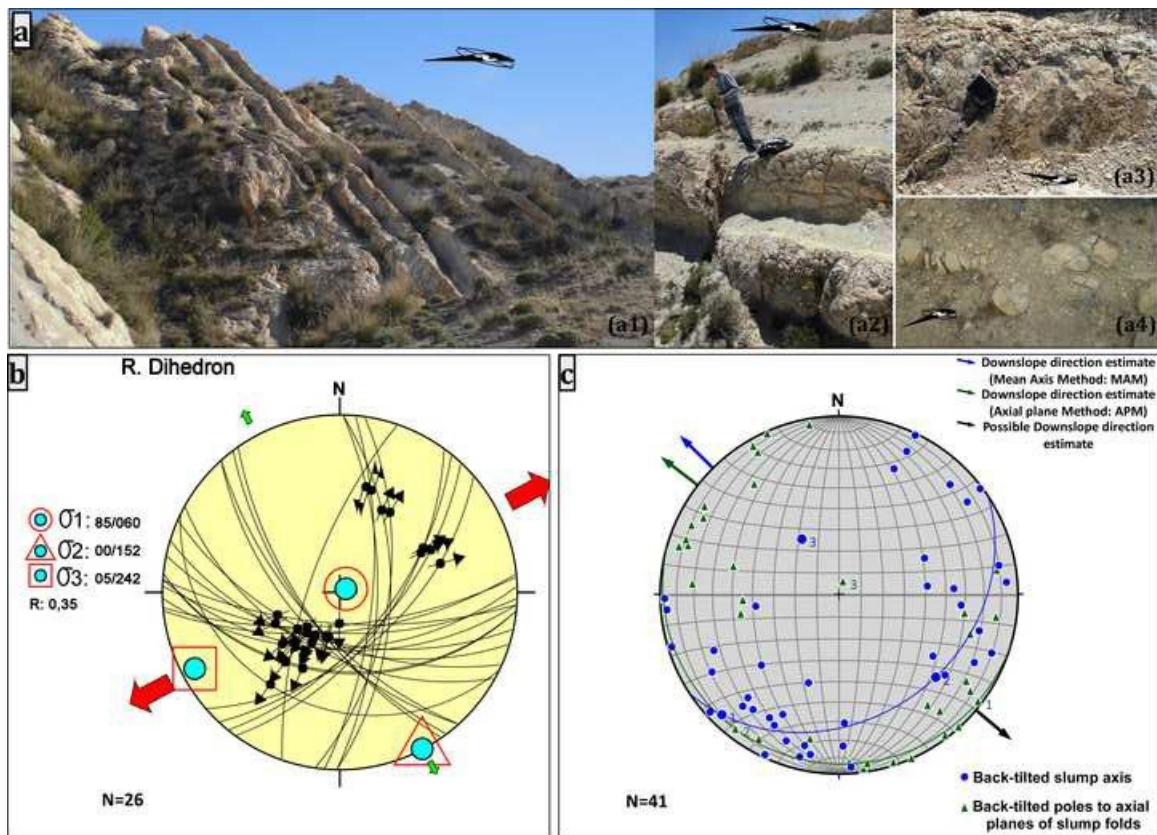 a
(a1)
(a2)
(a3)
(a4)
b
R. Dihedron
N
σ1: 85/060
σ2: 00/152
σ3: 05/242
R: 0,35
N=26
c
Downslope direction estimate
(Mean Axis Method: MAM)
Downslope direction estimate
(Axial plane Method: APM)
Possible Downslope direction
estimate
N
3
3
2
1
1
N=41
Back-tilted slump axis
Back-tilted poles to axial
planes of slump folds